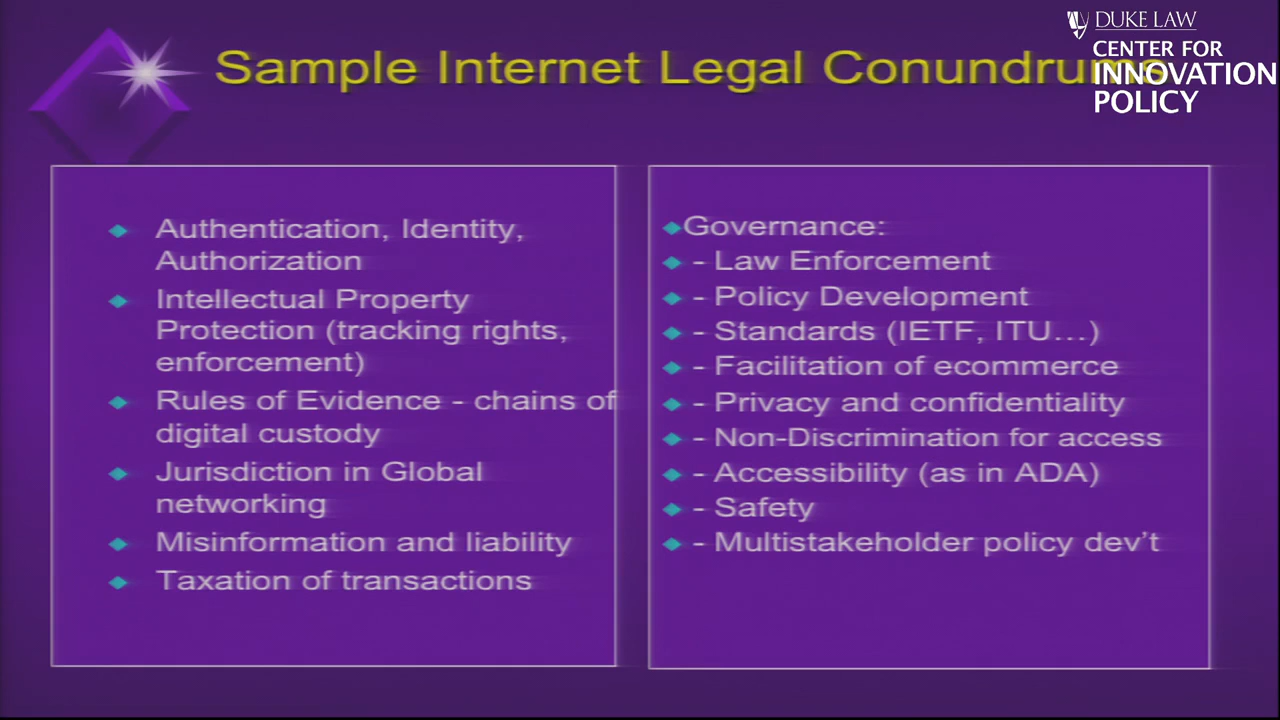 DUKE LAW
CENTER FOR
INNOVATION
POLICY
Sample Internet Legal Conundrums
Authentication, Identity,
Authorization
Intellectual Property
Protection (tracking rights,
enforcement)
Rules of Evidence - chains of
digital custody
Jurisdiction in Global
networking
Misinformation and liability
Taxation of transactions
Governance:
- Law Enforcement
- Policy Development
- Standards (IETF, ITU…)
- Facilitation of ecommerce
- Privacy and confidentiality
- Non-Discrimination for access
- Accessibility (as in ADA)
- Safety
- Multistakeholder policy dev’t